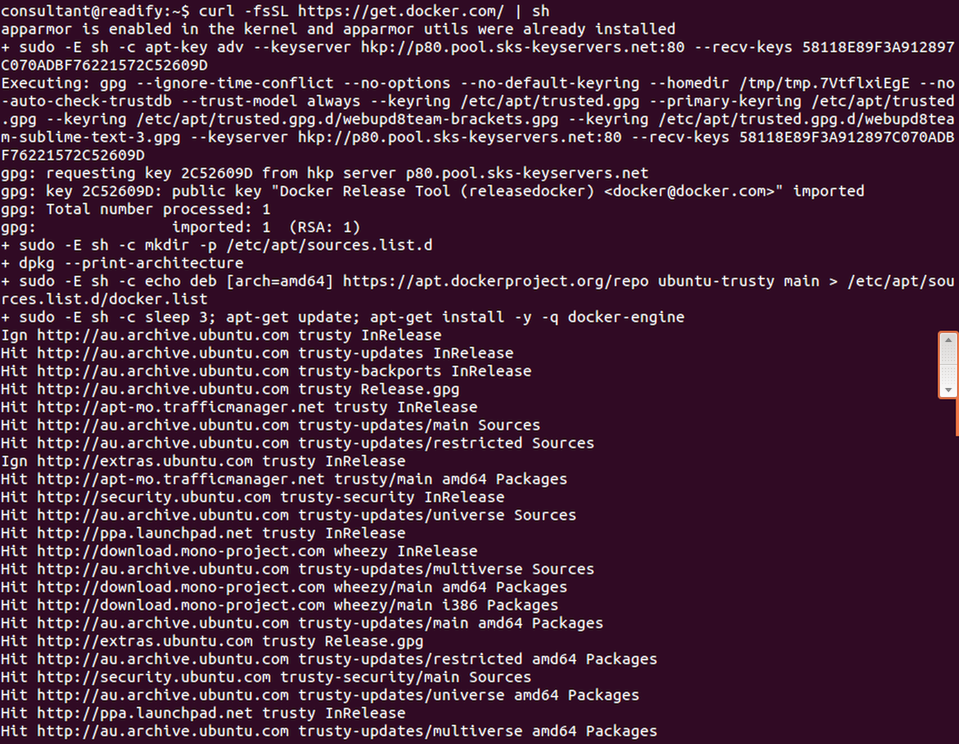 consultant@readify:~$ curl -fsSL https://get.docker.com/ | sh
apparmor is enabled in the kernel and apparmor utils were already installed
+ sudo -E sh -c apt-key adv --keyserver hkp://p80.pool.sks-keyservers.net:80 --recv-keys 58118E89F3A912897
C070ADBF76221572C52609D
Executing: gpg --ignore-time-conflict --no-options --no-default-keyring --homedir /tmp/tmp.7VtflxiEgE --no
-auto-check-trustdb --trust-model always --keyring /etc/apt/trusted.gpg --primary-keyring /etc/apt/trusted
.gpg --keyring /etc/apt/trusted.gpg.d/webupd8team-brackets.gpg --keyring /etc/apt/trusted.gpg.d/webupd8tea
m-sublime-text-3.gpg --keyserver hkp://p80.pool.sks-keyservers.net:80 --recv-keys 58118E89F3A912897C070ADB
F76221572C52609D
gpg: requesting key 2C52609D from hkp server p80.pool.sks-keyservers.net
gpg: key 2C52609D: public key "Docker Release Tool (releasedocker) <docker@docker.com>" imported
gpg: Total number processed: 1
gpg:               imported: 1  (RSA: 1)
+ sudo -E sh -c mkdir -p /etc/apt/sources.list.d
+ dpkg --print-architecture
+ sudo -E sh -c echo deb [arch=amd64] https://apt.dockerproject.org/repo ubuntu-trusty main > /etc/apt/sou
rces.list.d/docker.list
+ sudo -E sh -c sleep 3; apt-get update; apt-get install -y -q docker-engine
Ign http://au.archive.ubuntu.com trusty InRelease
Hit http://au.archive.ubuntu.com trusty-updates InRelease
Hit http://au.archive.ubuntu.com trusty-backports InRelease
Hit http://au.archive.ubuntu.com trusty Release.gpg
Hit http://apt-mo.trafficmanager.net trusty InRelease
Hit http://au.archive.ubuntu.com trusty-updates/main Sources
Hit http://au.archive.ubuntu.com trusty-updates/restricted Sources
Ign http://extras.ubuntu.com trusty InRelease
Hit http://apt-mo.trafficmanager.net trusty/main amd64 Packages
Hit http://security.ubuntu.com trusty-security InRelease
Hit http://au.archive.ubuntu.com trusty-updates/universe Sources
Hit http://ppa.launchpad.net trusty InRelease
Hit http://download.mono-project.com wheezy InRelease
Hit http://au.archive.ubuntu.com trusty-updates/multiverse Sources
Hit http://download.mono-project.com wheezy/main amd64 Packages
Hit http://download.mono-project.com wheezy/main i386 Packages
Hit http://au.archive.ubuntu.com trusty-updates/main amd64 Packages
Hit http://extras.ubuntu.com trusty Release.gpg
Hit http://au.archive.ubuntu.com trusty-updates/restricted amd64 Packages
Hit http://security.ubuntu.com trusty-security/main Sources
Hit http://au.archive.ubuntu.com trusty-updates/universe amd64 Packages
Hit http://ppa.launchpad.net trusty InRelease
Hit http://au.archive.ubuntu.com trusty-updates/multiverse amd64 Packages